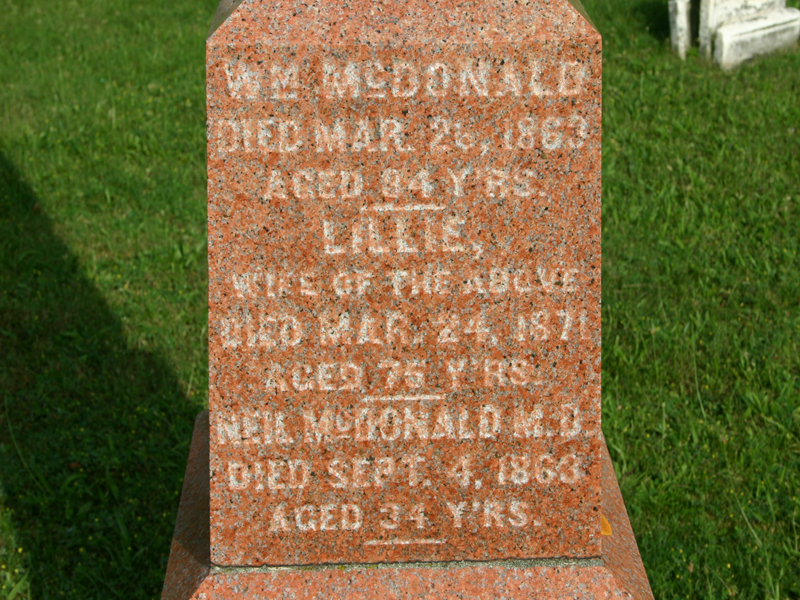 WM McDONALD
DIED MAR. 26, 1863
AGED 84 Y'RS.
LILLIE,
WIFE OF THE ABOVE
DIED MAR. 24, 1871
AGED 75 Y'RS.
NEIL McDONALD M.D.
DIED SEPT. 4, 1863
AGED 34 Y'RS.